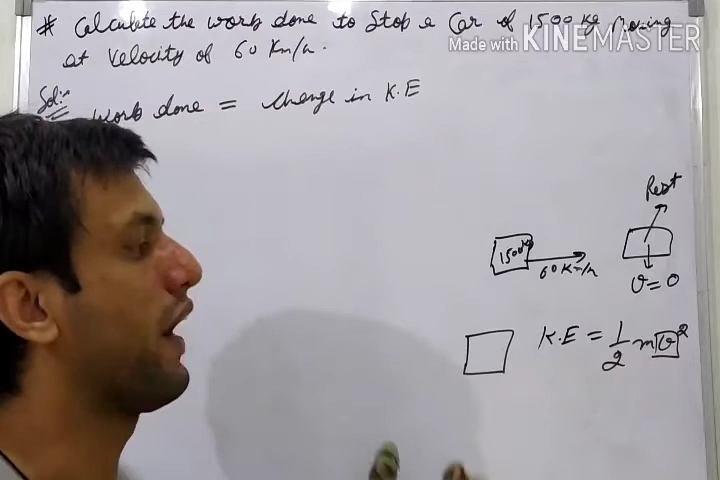 # Calculate the work done to Stop a Car of 1500 kg moving
at velocity of 60 Km/h.
Made with KINEMASTER
Sol:-
work done = change in K.E
Rest
1500kg
60 Km/h
v = 0
K.E = 1/2 mv²